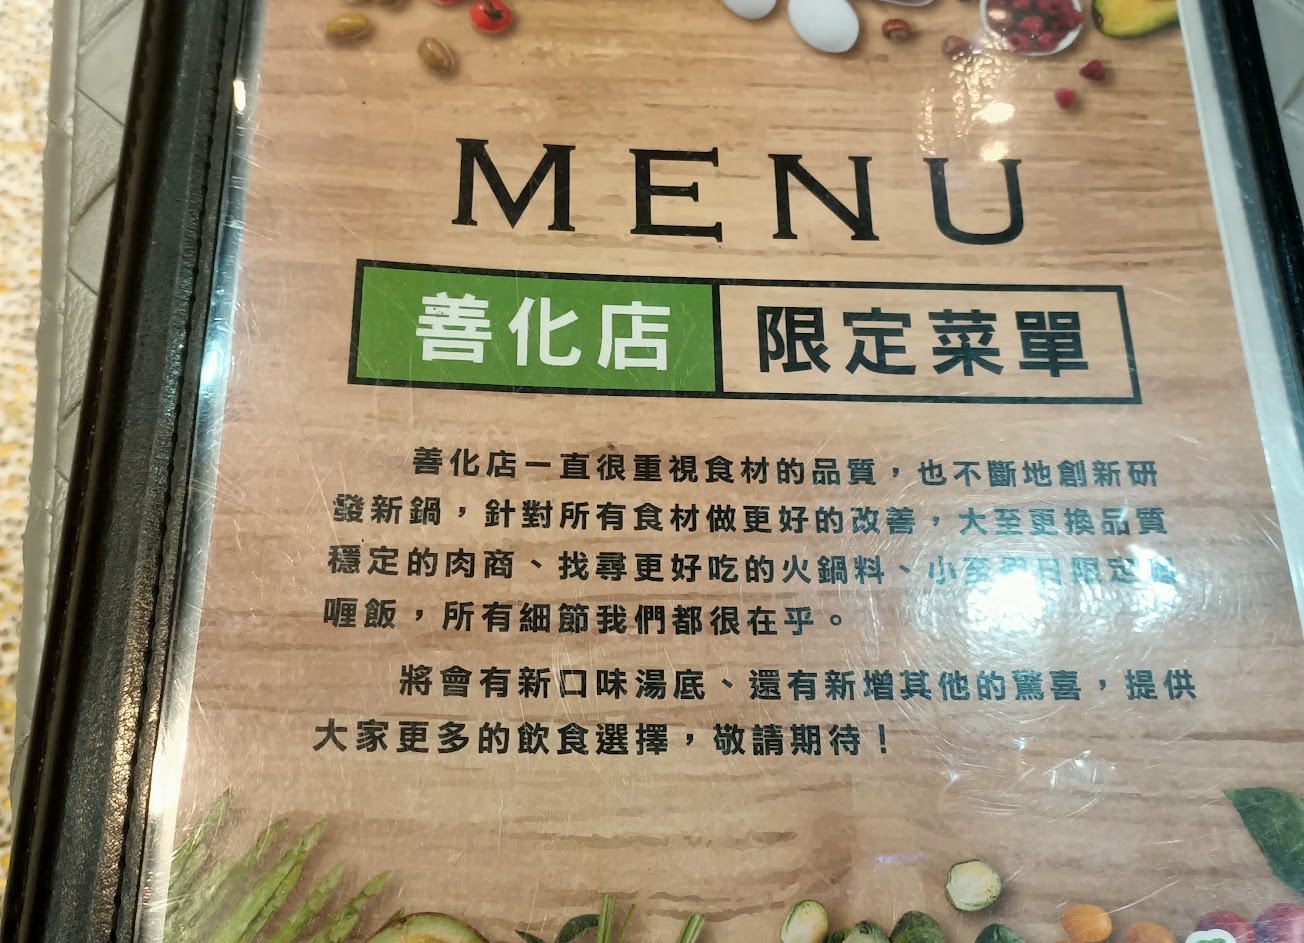 MENU
善化店 限定菜單
善化店一直很重視食材的品質，也不斷地創新研
發新鍋，針對所有食材做更好的改善，大至更換品質
穩定的肉商、找尋更好吃的火鍋料、小至
喱飯，所有細節我們都很在乎。
將會有新口味湯底、還有新增其他的驚喜，提供
大家更多的飲食選擇，敬請期待！